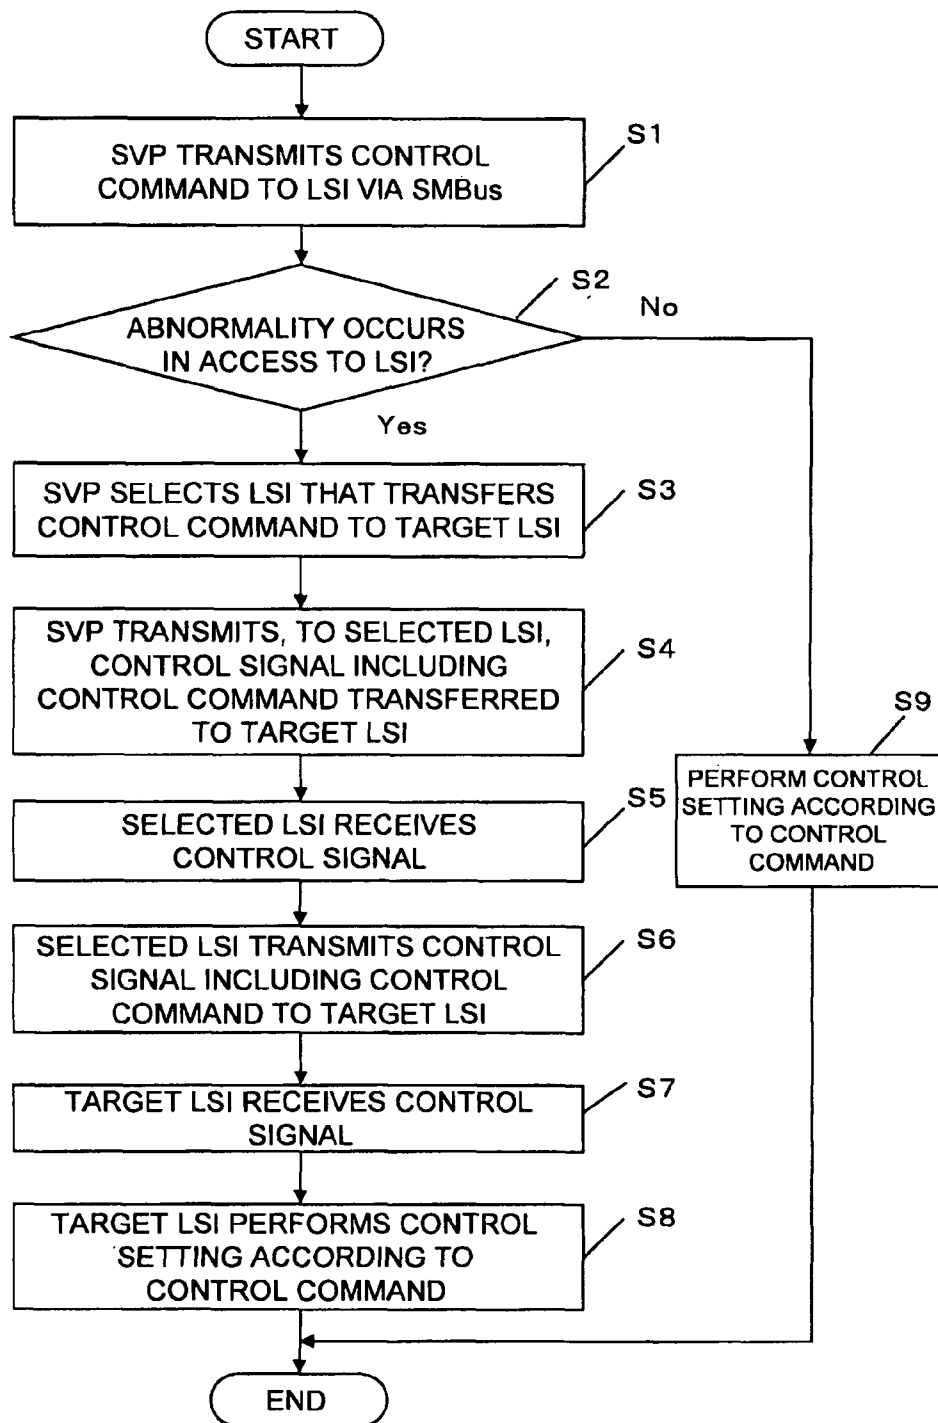 START
S1
SVP TRANSMITS CONTROL
COMMAND TO LSI VIA SMBus
S2
No
ABNORMALITY OCCURS
IN ACCESS TO LSI?
Yes
S3
SVP SELECTS LSI THAT TRANSFERS
CONTROL COMMAND TO TARGET LSI
S4
SVP TRANSMITS, TO SELECTED LSI,
CONTROL SIGNAL INCLUDING
CONTROL COMMAND TRANSFERRED
TO TARGET LSI
S9
PERFORM CONTROL
SETTING ACCORDING
TO CONTROL
COMMAND
S5
SELECTED LSI RECEIVES
CONTROL SIGNAL
S6
SELECTED LSI TRANSMITS CONTROL
SIGNAL INCLUDING CONTROL
COMMAND TO TARGET LSI
S7
TARGET LSI RECEIVES CONTROL
SIGNAL
S8
TARGET LSI PERFORMS CONTROL
SETTING ACCORDING TO
CONTROL COMMAND
END